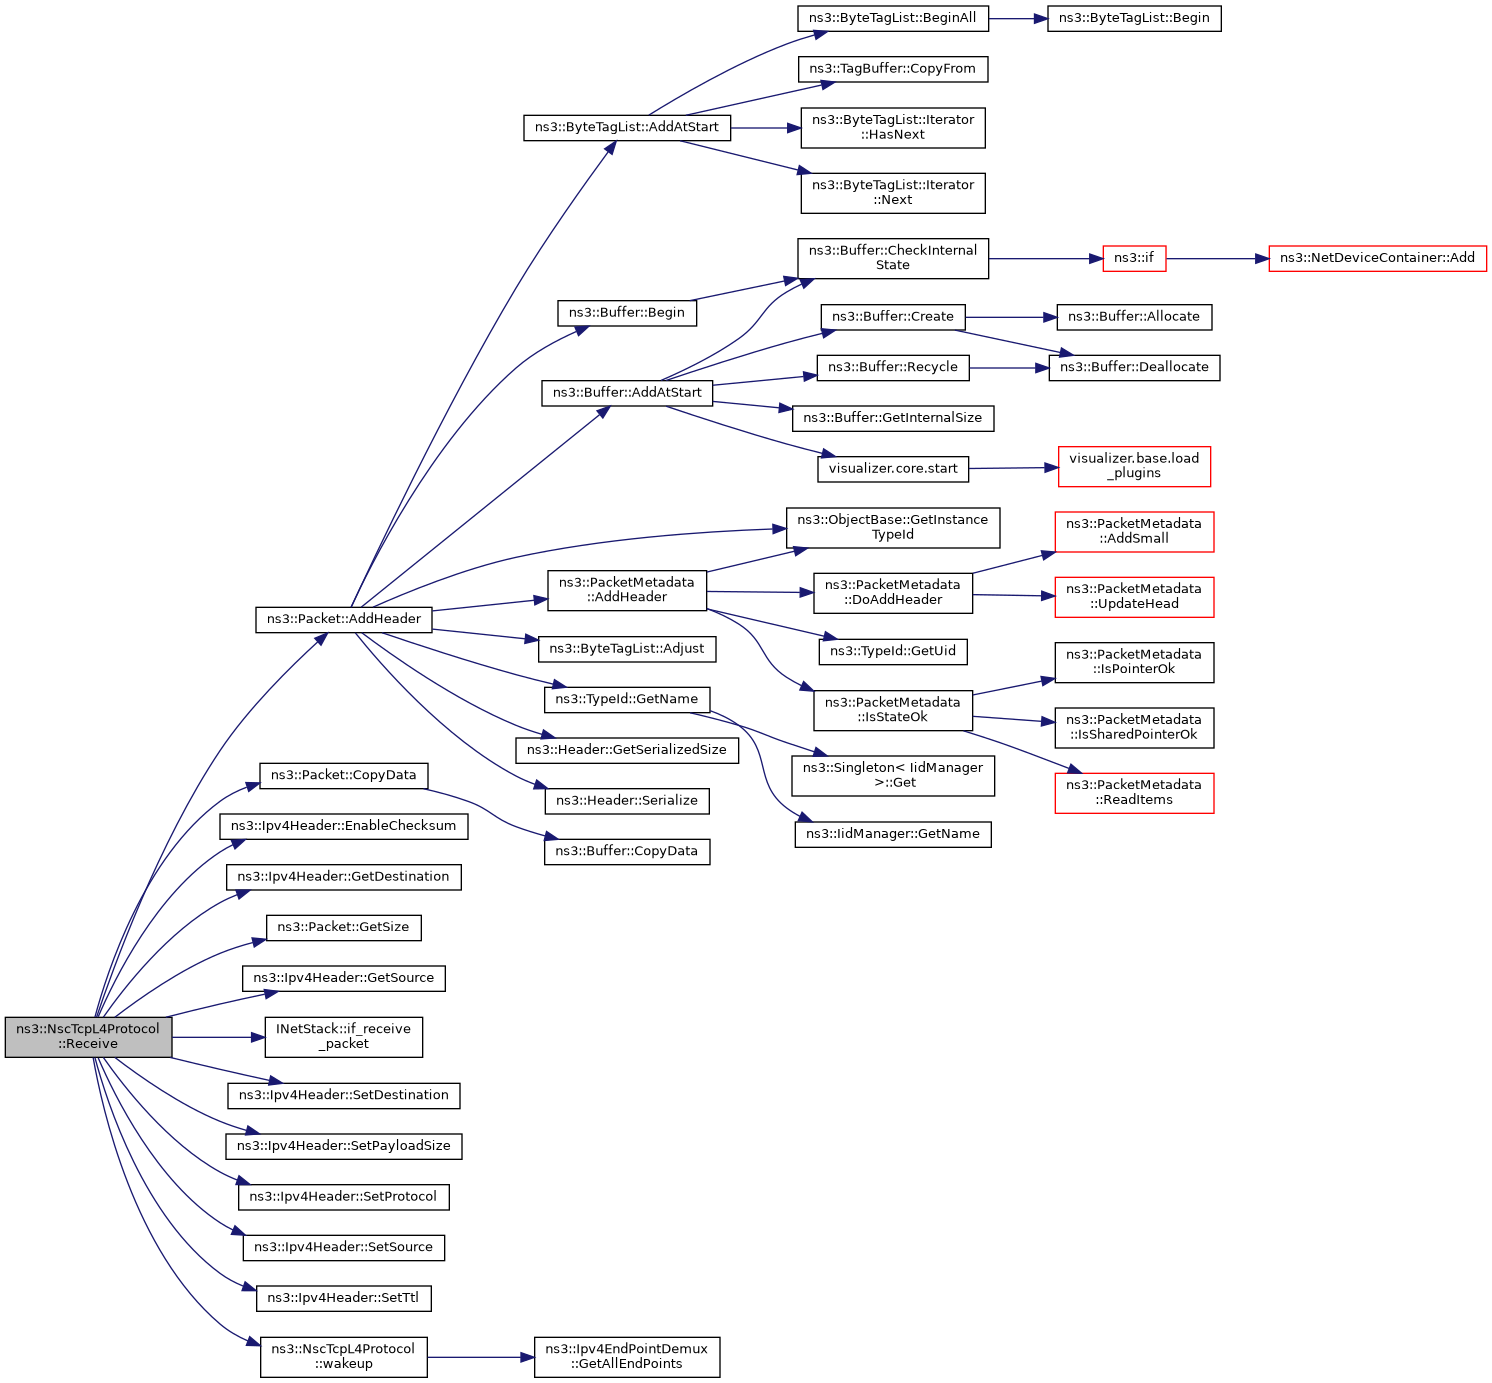 ns3::NscTcpL4Protocol
::Receive
ns3::Packet::AddHeader
ns3::Packet::CopyData
ns3::Ipv4Header::EnableChecksum
ns3::Ipv4Header::GetDestination
ns3::Packet::GetSize
ns3::Ipv4Header::GetSource
INetStack::if_receive
_packet
ns3::Ipv4Header::SetDestination
ns3::Ipv4Header::SetPayloadSize
ns3::Ipv4Header::SetProtocol
ns3::Ipv4Header::SetSource
ns3::Ipv4Header::SetTtl
ns3::NscTcpL4Protocol
::wakeup
ns3::ByteTagList::AddAtStart
ns3::Buffer::Begin
ns3::Buffer::AddAtStart
ns3::PacketMetadata
::AddHeader
ns3::ByteTagList::Adjust
ns3::TypeId::GetName
ns3::Header::GetSerializedSize
ns3::Header::Serialize
ns3::Buffer::CopyData
ns3::Ipv4EndPointDemux
::GetAllEndPoints
ns3::ByteTagList::BeginAll
ns3::TagBuffer::CopyFrom
ns3::ByteTagList::Iterator
::HasNext
ns3::ByteTagList::Iterator
::Next
ns3::Buffer::CheckInternal
State
ns3::Buffer::Create
ns3::Buffer::Recycle
ns3::Buffer::GetInternalSize
visualizer.core.start
ns3::ObjectBase::GetInstance
TypeId
ns3::PacketMetadata
::DoAddHeader
ns3::TypeId::GetUid
ns3::PacketMetadata
::IsStateOk
ns3::Singleton< IidManager
>::Get
ns3::IidManager::GetName
ns3::ByteTagList::Begin
ns3::if
ns3::Buffer::Allocate
ns3::Buffer::Deallocate
visualizer.base.load
_plugins
ns3::PacketMetadata
::AddSmall
ns3::PacketMetadata
::UpdateHead
ns3::PacketMetadata
::IsPointerOk
ns3::PacketMetadata
::IsSharedPointerOk
ns3::PacketMetadata
::ReadItems
ns3::NetDeviceContainer::Add